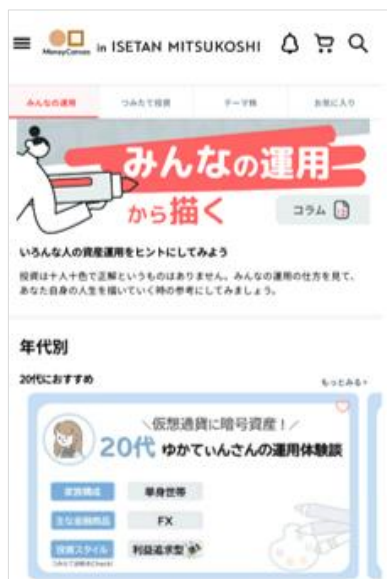 MoneyCanvas in ISETAN MITSUKOSHI
みんなの運用 つみたて投資 テーマ株 お気に入り
みんなの運用
から描く
コラム
いろんな人の資産運用をヒントにしてみよう
投資は十人十色で正解というものはありません。みんなの運用の仕方を見て、
あなた自身の人生を描いていく時の参考にしてみましょう。
年代別
20代におすすめ もっとみる
＼仮想通貨に暗号資産！／
20代 ゆかてぃんさんの運用体験談
家族構成 単身世帯
主な金融商品 FX
投資スタイル 利益追求型